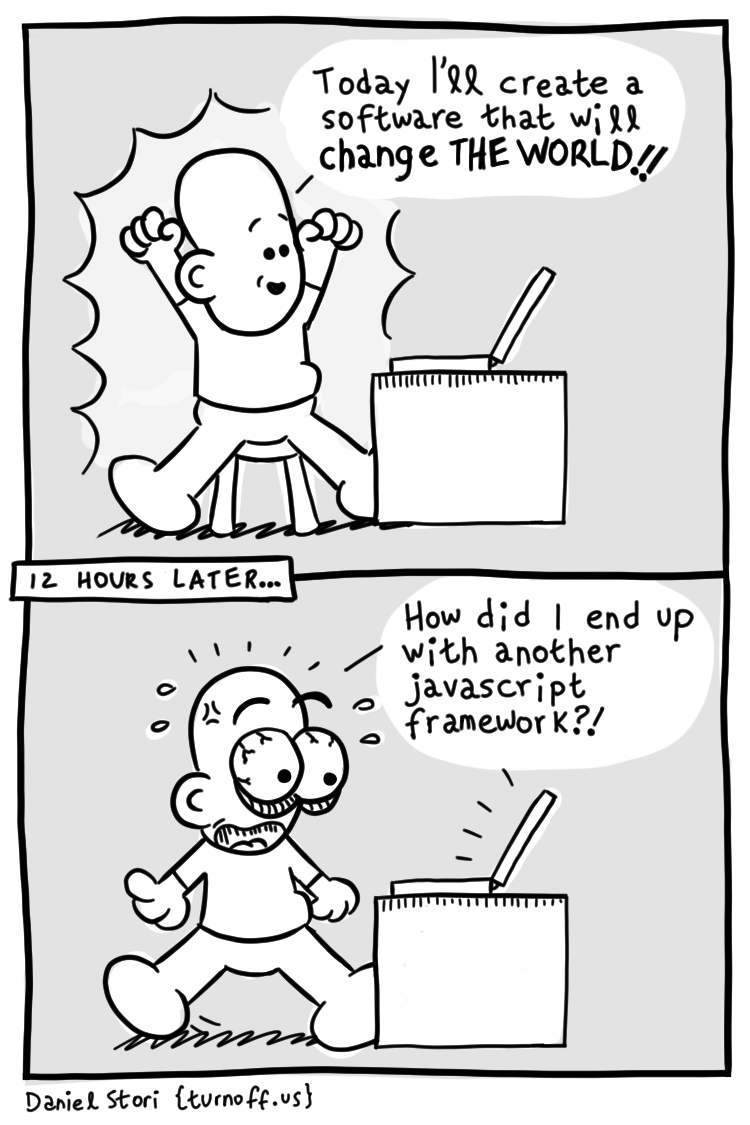 Today I'll create a
software that will
change THE WORLD!!
12 HOURS LATER...
How did I end up
with another
javascript
framework?!
Daniel Stori {turnoff.us}